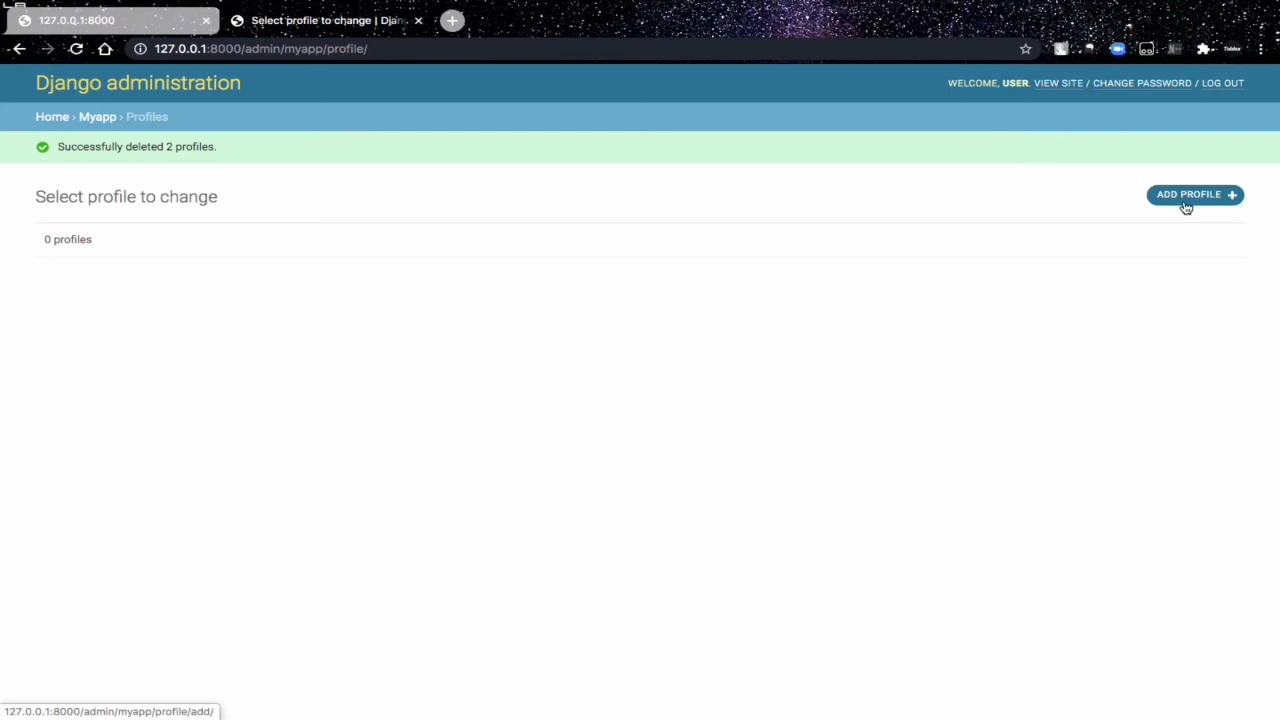 127.0.0.1:8000
Select profile to change | Djan
127.0.0.1:8000/admin/myapp/profile/
Django administration
WELCOME, USER. VIEW SITE / CHANGE PASSWORD / LOG OUT
Home › Myapp › Profiles
Successfully deleted 2 profiles.
Select profile to change
ADD PROFILE +
0 profiles
127.0.0.1:8000/admin/myapp/profile/add/